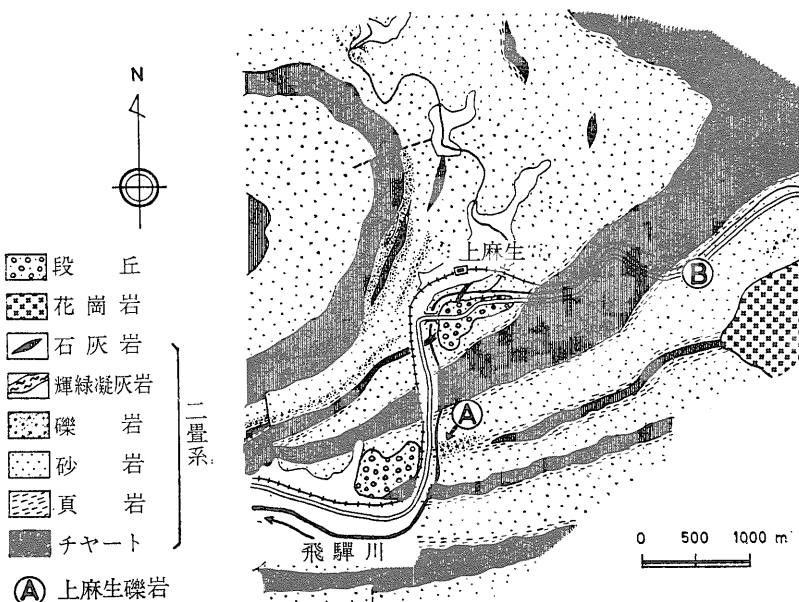 N
段丘
花崗岩
石灰岩
輝緑凝灰岩
礫岩
砂岩
頁岩
チャート
二畳系
Ⓐ 上麻生礫岩
上麻生
B
A
飛驒川
0 500 1000 m